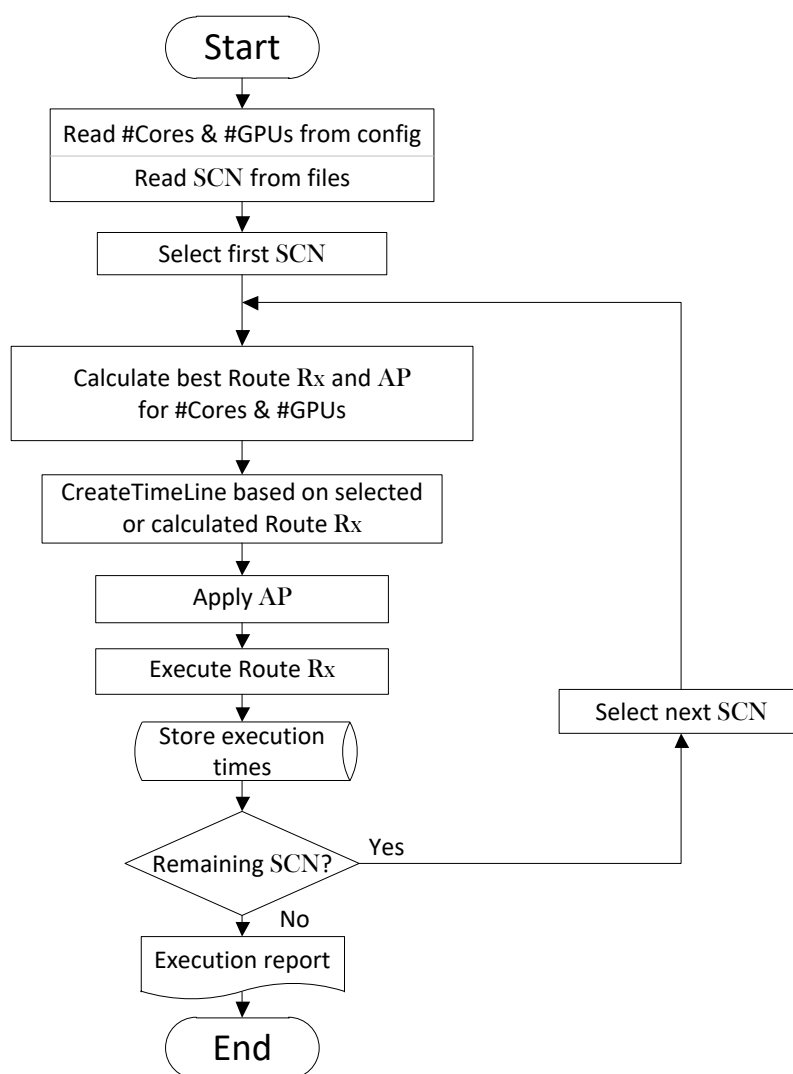 Start
Read #Cores & #GPUs from config
Read SCN from files
Select first SCN
Calculate best Route Rx and AP
for #Cores & #GPUs
CreateTimeLine based on selected
or calculated Route Rx
Apply AP
Execute Route Rx
Select next SCN
Store execution
times
Remaining SCN?
Yes
No
Execution report
End